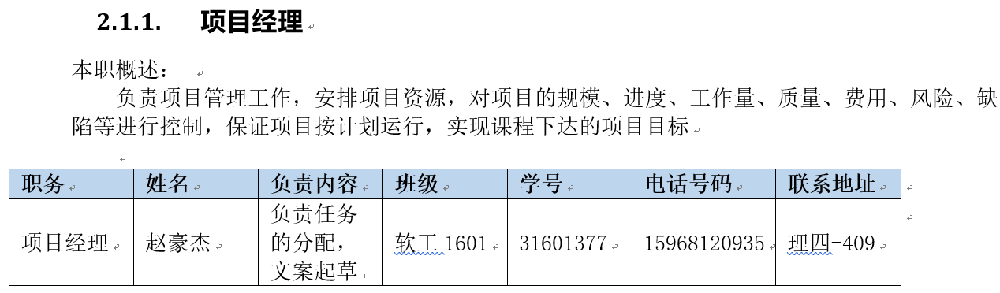 2.1.1. 项目经理
本职概述：
负责项目管理工作，安排项目资源，对项目的规模、进度、工作量、质量、费用、风险、缺
陷等进行控制，保证项目按计划运行，实现课程下达的项目目标
职务 姓名 负责内容 班级 学号 电话号码 联系地址
项目经理 赵豪杰 负责任务的分配，文案起草 软工 1601 31601377 15968120935 理四-409